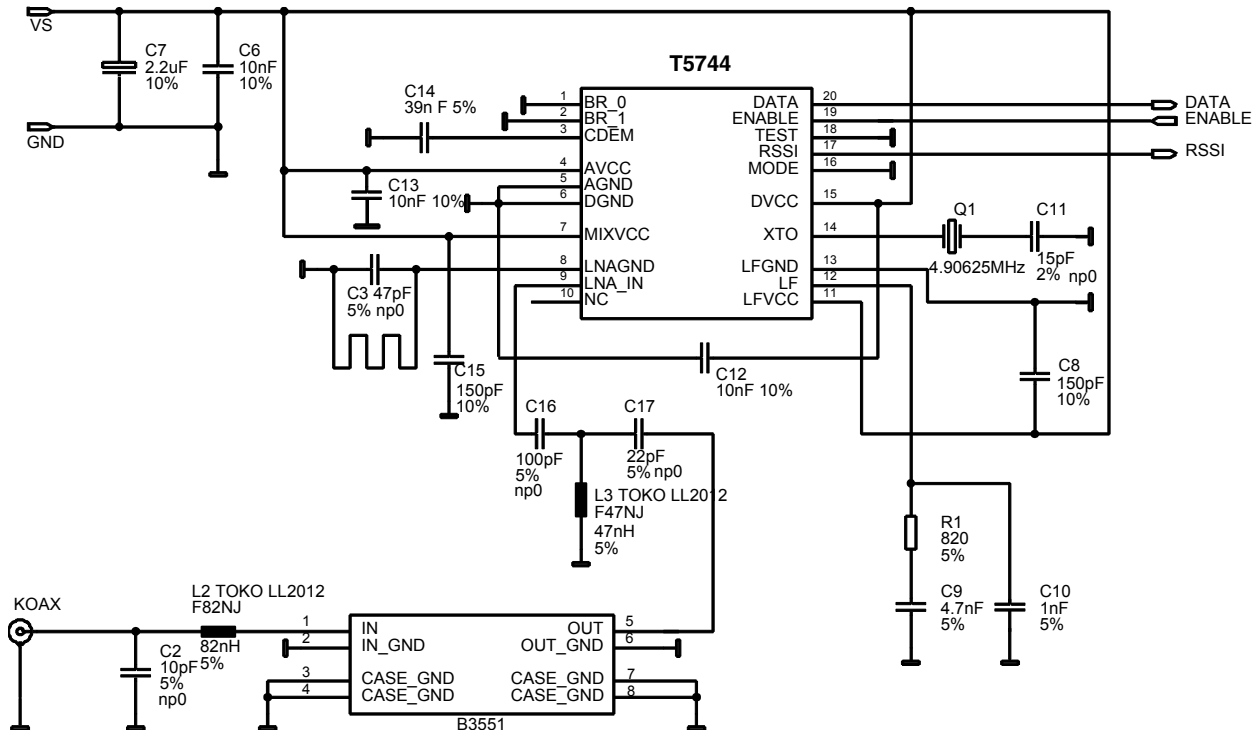 VS
C7
2.2uF
10%
C6
10nF
10%
GND
T5744
C14
39n F 5%
1 BR_0
2 BR_1
3 CDEM
4 AVCC
5 AGND
6 DGND
7 MIXVCC
8 LNAGND
9 LNA_IN
10 NC
DATA 20
ENABLE 19
TEST 18
RSSI 17
MODE 16
DVCC 15
XTO 14
LFGND 13
LF 12
LFVCC 11
DATA
ENABLE
RSSI
C13
10nF 10%
Q1
4.90625MHz
C11
15pF
2% np0
C3 47pF
5% np0
C15
150pF
10%
C12
10nF 10%
C8
150pF
10%
C16
100pF
5%
np0
C17
22pF
5% np0
L3 TOKO LL2012
F47NJ
47nH
5%
R1
820
5%
C9
4.7nF
5%
C10
1nF
5%
KOAX
L2 TOKO LL2012
F82NJ
82nH
5%
C2
10pF
5%
np0
1 IN
2 IN_GND
3 CASE_GND
4 CASE_GND
OUT 5
OUT_GND 6
CASE_GND 7
CASE_GND 8
B3551